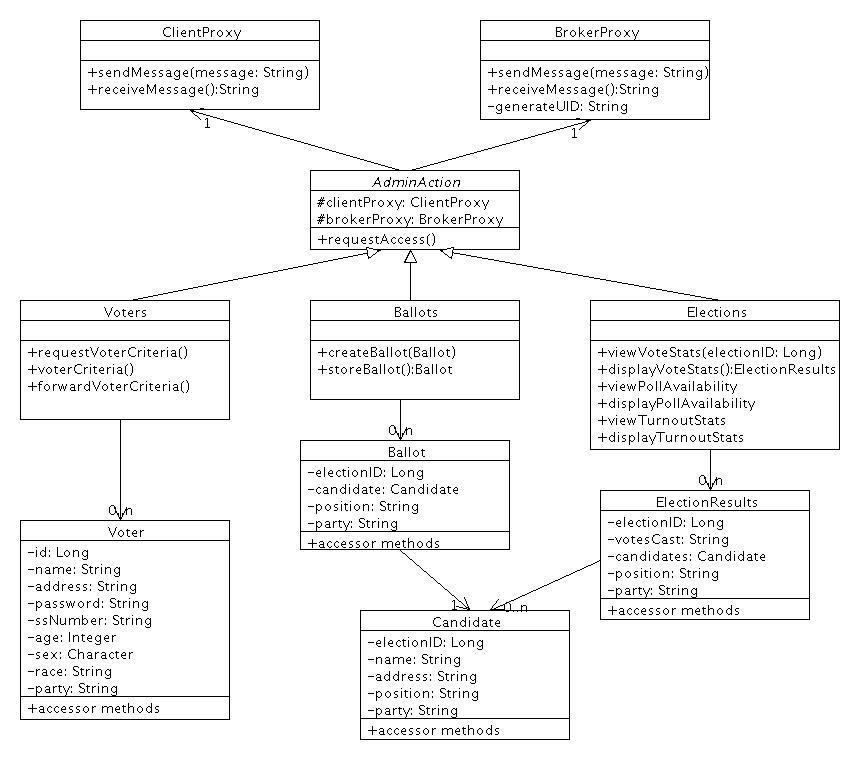 ClientProxy
+sendMessage(message: String)
+receiveMessage():String
BrokerProxy
+sendMessage(message: String)
+receiveMessage():String
-generateUID: String
1
1
AdminAction
#clientProxy: ClientProxy
#brokerProxy: BrokerProxy
+requestAccess()
Voters
+requestVoterCriteria()
+voterCriteria()
+forwardVoterCriteria()
Ballots
+createBallot(Ballot)
+storeBallot():Ballot
Elections
+viewVoteStats(electionID: Long)
+displayVoteStats():ElectionResults
+viewPollAvailability
+displayPollAvailability
+viewTurnoutStats
+displayTurnoutStats
0..n
0..n
0..n
Voter
-id: Long
-name: String
-address: String
-password: String
-ssNumber: String
-age: Integer
-sex: Character
-race: String
-party: String
+accessor methods
Ballot
-electionID: Long
-candidate: Candidate
-position: String
-party: String
+accessor methods
ElectionResults
-electionID: Long
-votesCast: String
-candidates: Candidate
-position: String
-party: String
+accessor methods
1
0..n
Candidate
-electionID: Long
-name: String
-address: String
-position: String
-party: String
+accessor methods